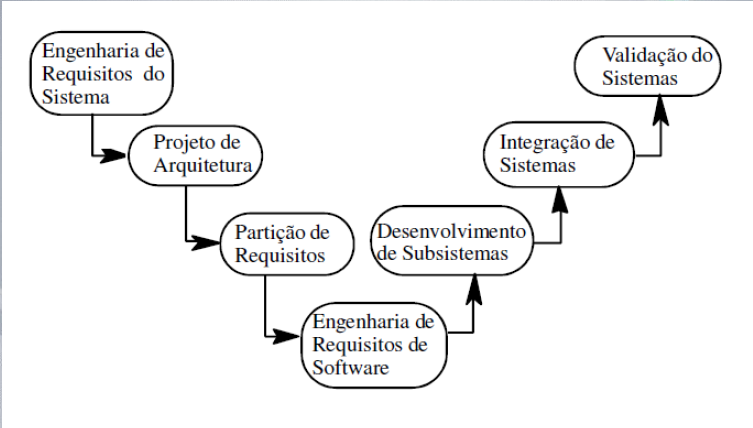 Engenharia de
Requisitos do
Sistema
Projeto de
Arquitetura
Partição de
Requisitos
Engenharia de
Requisitos de
Software
Desenvolvimento
de Subsistemas
Integração de
Sistemas
Validação do
Sistemas